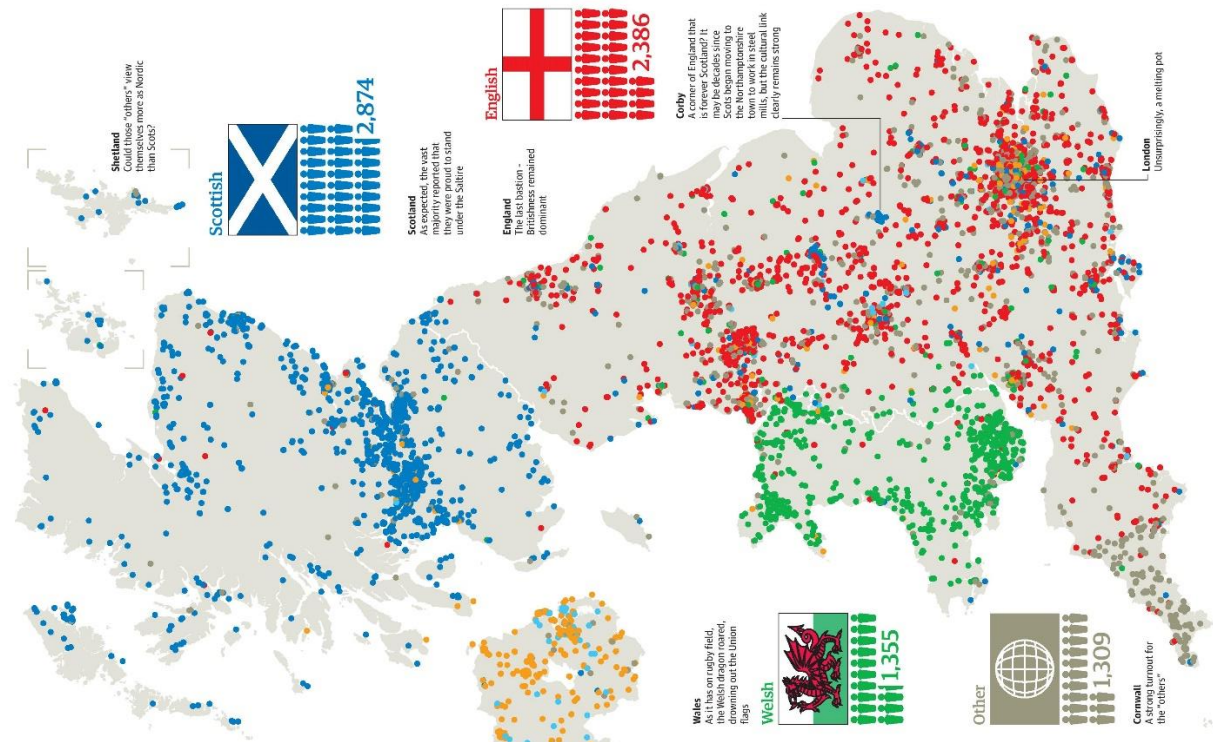 Shetland
Could those "others" view
themselves more as Nordic
than Scots?
Scottish
2,874
Scotland
As expected, the vast
majority reported that
they were proud to stand
under the Saltire
English
2,386
England
The last bastion -
Britishness remained
dominant
Corby
A corner of England that
is forever Scotland? It
may be decades since
Scots began moving to
the Northamptonshire
town to work in steel
mills, but the cultural link
clearly remains strong
London
Unsurprisingly, a melting pot
Wales
As it has on rugby field,
the Welsh dragon roared,
drowning out the Union
flags
Welsh
1,355
Other
1,309
Cornwall
A strong turnout for
the "others"